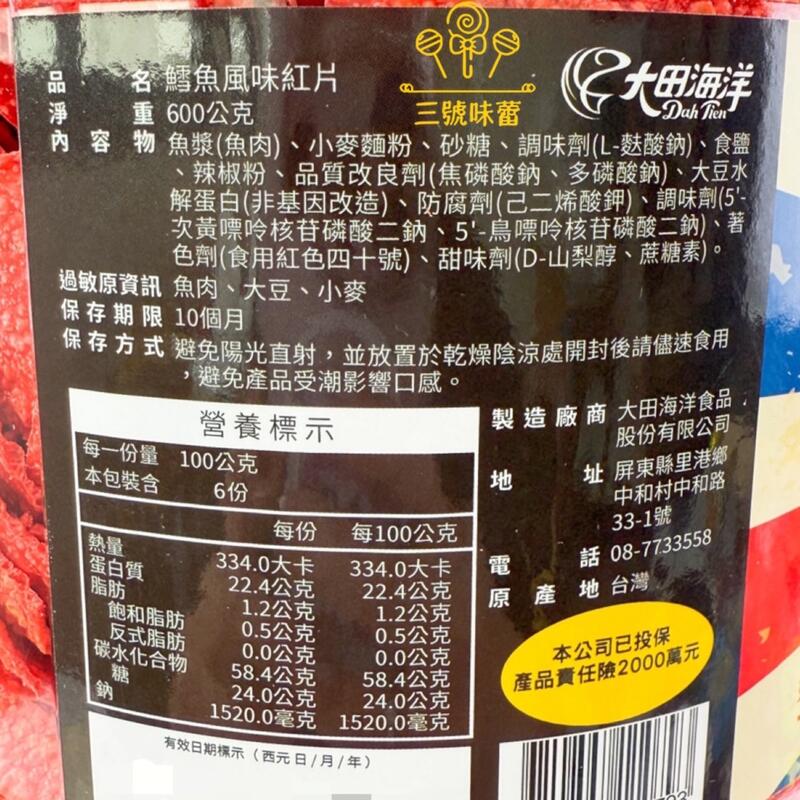 三號味蕾
大田海洋
Dah Tien
品名 鱈魚風味紅片
淨重 600公克
內容物 魚漿(魚肉)、小麥麵粉、砂糖、調味劑(L-麩酸鈉)、食鹽
、辣椒粉、品質改良劑(焦磷酸鈉、多磷酸鈉)、大豆水
解蛋白(非基因改造)、防腐劑(己二烯酸鉀)、調味劑(5'-
次黃嘌呤核苷磷酸二鈉、5'-鳥嘌呤核苷磷酸二鈉)、著
色劑(食用紅色四十號)、甜味劑(D-山梨醇、蔗糖素)。
過敏原資訊 魚肉、大豆、小麥
保存期限 10個月
保存方式 避免陽光直射，並放置於乾燥陰涼處開封後請儘速食用
，避免產品受潮影響口感。
營養標示
每一份量 100公克
本包裝含 6份
每份 每100公克
熱量 334.0大卡 334.0大卡
蛋白質 22.4公克 22.4公克
脂肪 1.2公克 1.2公克
飽和脂肪 0.5公克 0.5公克
反式脂肪 0.0公克 0.0公克
碳水化合物 58.4公克 58.4公克
糖 24.0公克 24.0公克
鈉 1520.0毫克 1520.0毫克
有效日期標示（西元日/月/年）
製造廠商 大田海洋食品
股份有限公司
地址 屏東縣里港鄉
中和村中和路
33-1號
電話 08-7733558
原產地 台灣
本公司已投保
產品責任險2000萬元